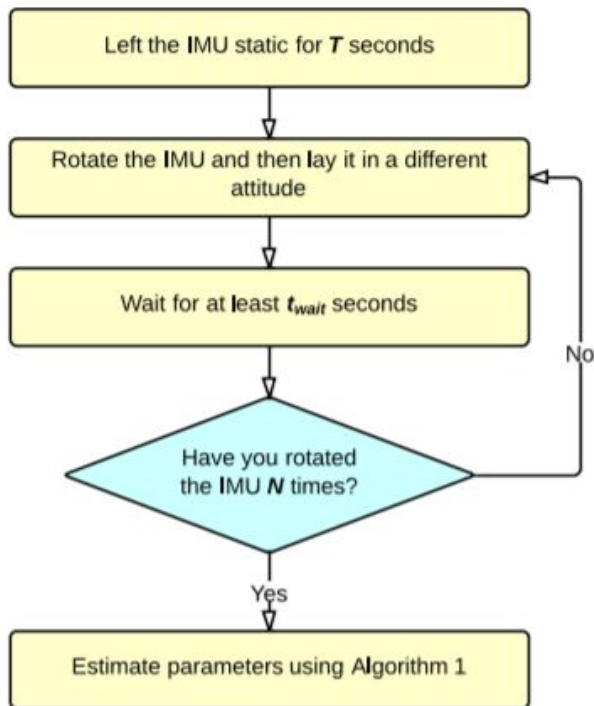 Left the IMU static for T seconds
Rotate the IMU and then lay it in a different
attitude
Wait for at least t_wait seconds
No
Have you rotated
the IMU N times?
Yes
Estimate parameters using Algorithm 1